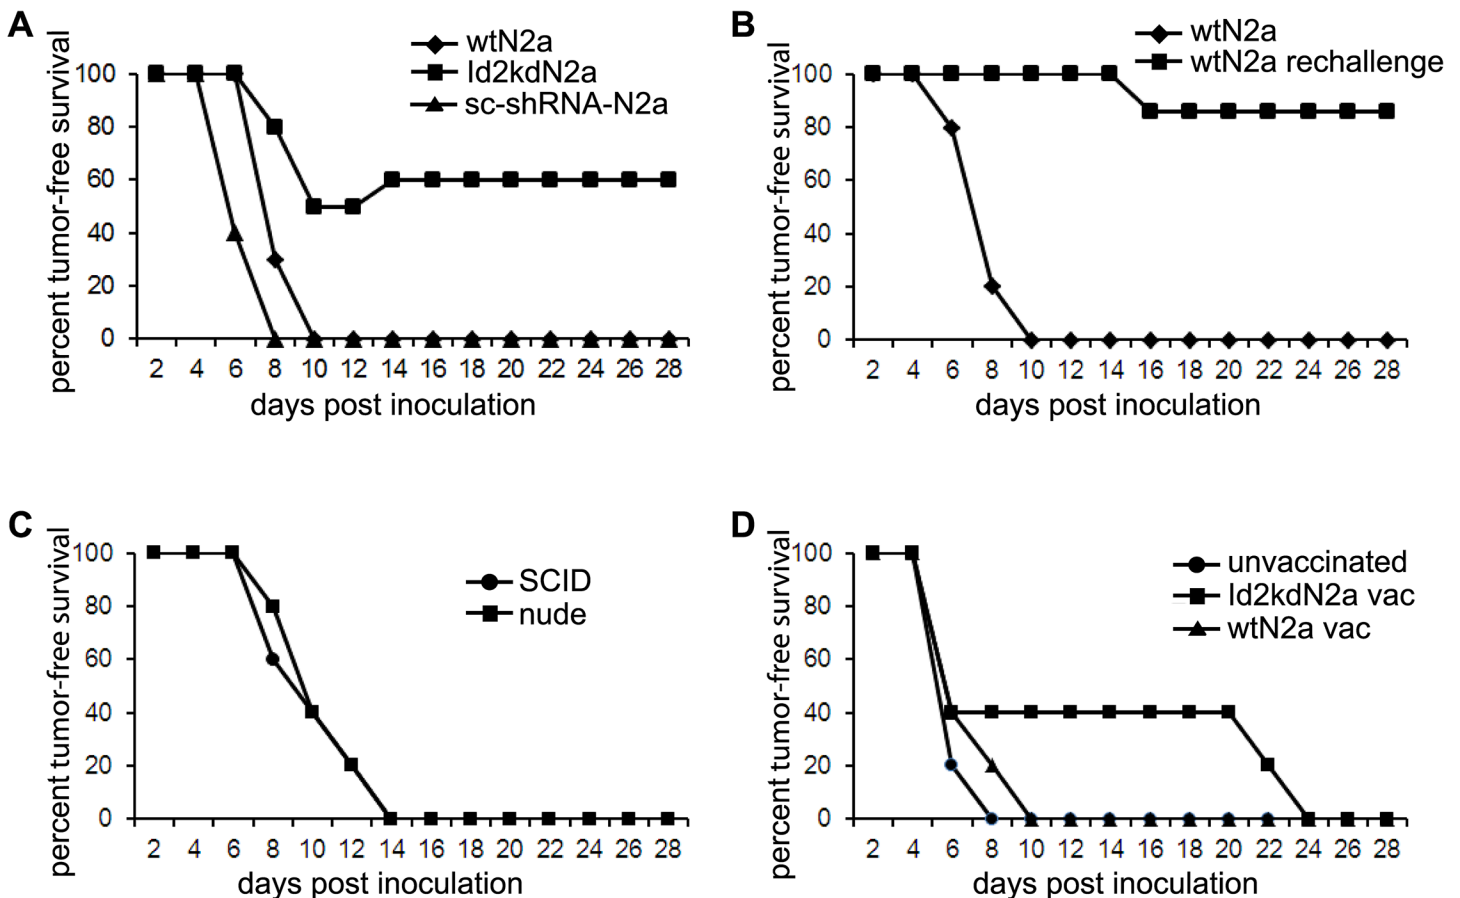 A
percent tumor-free survival
wtN2a
Id2kdN2a
sc-shRNA-N2a
100
80
60
40
20
0
2 4 6 8 10 12 14 16 18 20 22 24 26 28
days post inoculation
B
percent tumor-free survival
wtN2a
wtN2a rechallenge
100
80
60
40
20
0
2 4 6 8 10 12 14 16 18 20 22 24 26 28
days post inoculation
C
percent tumor-free survival
SCID
nude
100
80
60
40
20
0
2 4 6 8 10 12 14 16 18 20 22 24 26 28
days post inoculation
D
percent tumor-free survival
unvaccinated
Id2kdN2a vac
wtN2a vac
100
80
60
40
20
0
2 4 6 8 10 12 14 16 18 20 22 24 26 28
days post inoculation